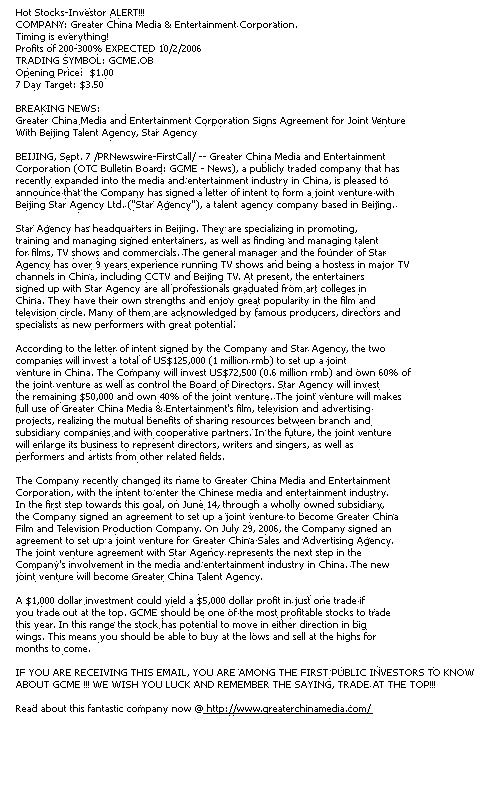 Hot Stocks-Investor ALERT!!!
COMPANY: Greater China Media & Entertainment Corporation.
Timing is everything!
Profits of 200-300% EXPECTED 10/2/2006
TRADING SYMBOL: GCME.OB
Opening Price:  $1.00
7 Day Target: $3.50
BREAKING NEWS:
Greater China Media and Entertainment Corporation Signs Agreement for Joint Venture
With Beijing Talent Agency, Star Agency
BEIJING, Sept. 7 /PRNewswire-FirstCall/ -- Greater China Media and Entertainment
Corporation (OTC Bulletin Board: GCME - News), a publicly traded company that has
recently expanded into the media and entertainment industry in China, is pleased to
announce that the Company has signed a letter of intent to form a joint venture with
Beijing Star Agency Ltd. ("Star Agency"), a talent agency company based in Beijing.
Star Agency has headquarters in Beijing. They are specializing in promoting,
training and managing signed entertainers, as well as finding and managing talent
for films, TV shows and commercials. The general manager and the founder of Star
Agency has over 9 years experience running TV shows and being a hostess in major TV
channels in China, including CCTV and Beijing TV. At present, the entertainers
signed up with Star Agency are all professionals graduated from art colleges in
China. They have their own strengths and enjoy great popularity in the film and
television circle. Many of them are acknowledged by famous producers, directors and
specialists as new performers with great potential.
According to the letter of intent signed by the Company and Star Agency, the two
companies will invest a total of US$125,000 (1 million rmb) to set up a joint
venture in China. The Company will invest US$72,500 (0.6 million rmb) and own 60% of
the joint venture as well as control the Board of Directors. Star Agency will invest
the remaining $50,000 and own 40% of the joint venture. The joint venture will makes
full use of Greater China Media & Entertainment's film, television and advertising
projects, realizing the mutual benefits of sharing resources between branch and
subsidiary companies and with cooperative partners. In the future, the joint venture
will enlarge its business to represent directors, writers and singers, as well as
performers and artists from other related fields.
The Company recently changed its name to Greater China Media and Entertainment
Corporation, with the intent to enter the Chinese media and entertainment industry.
In the first step towards this goal, on June 14, through a wholly owned subsidiary,
the Company signed an agreement to set up a joint venture to become Greater China
Film and Television Production Company. On July 29, 2006, the Company signed an
agreement to set up a joint venture for Greater China Sales and Advertising Agency.
The joint venture agreement with Star Agency represents the next step in the
Company's involvement in the media and entertainment industry in China. The new
joint venture will become Greater China Talent Agency.
A $1,000 dollar investment could yield a $5,000 dollar profit in just one trade if
you trade out at the top. GCME should be one of the most profitable stocks to trade
this year. In this range the stock has potential to move in either direction in big
wings. This means you should be able to buy at the lows and sell at the highs for
months to come.
IF YOU ARE RECEIVING THIS EMAIL, YOU ARE AMONG THE FIRST PUBLIC INVESTORS TO KNOW
ABOUT GCME !!! WE WISH YOU LUCK AND REMEMBER THE SAYING, TRADE AT THE TOP!!!
Read about this fantastic company now @ http://www.greaterchinamedia.com/